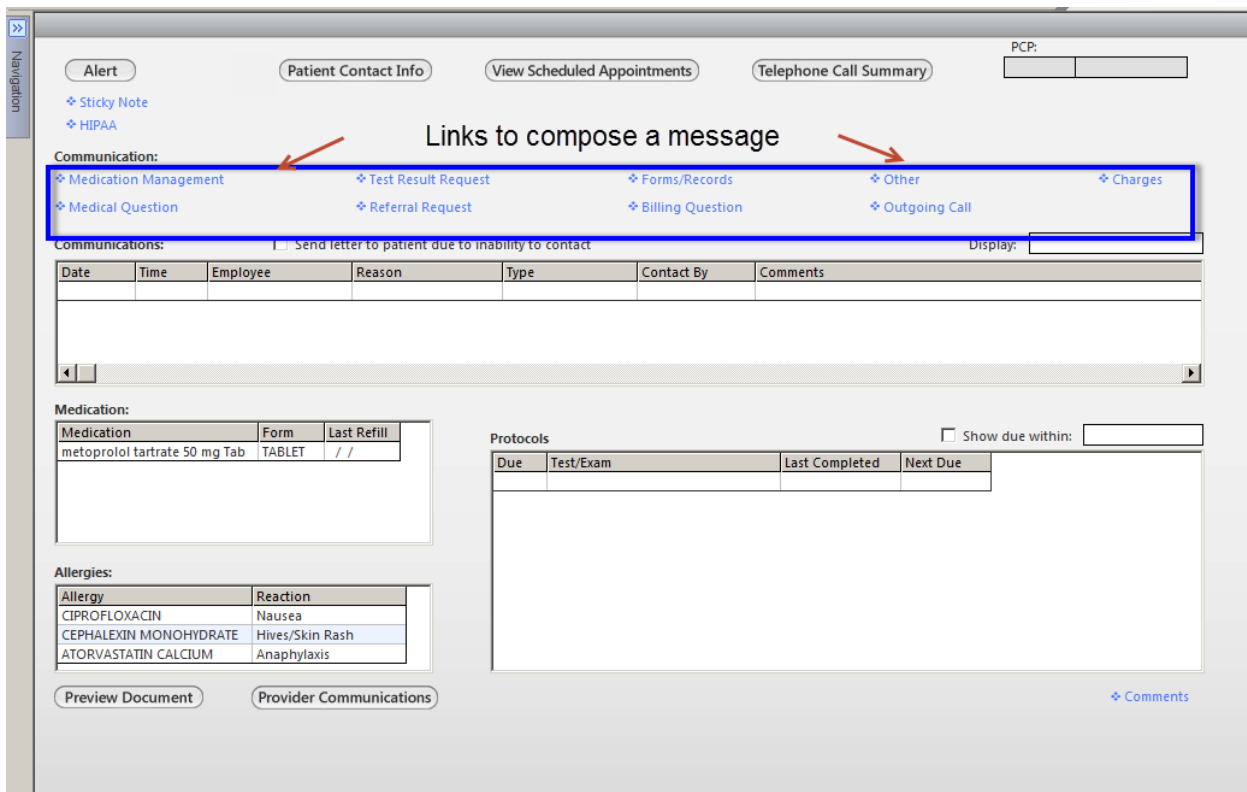 Navigation
PCP:
Alert
Patient Contact Info
View Scheduled Appointments
Telephone Call Summary
Sticky Note
HIPAA
Links to compose a message
Communication:
Medication Management
Test Result Request
Forms/Records
Other
Charges
Medical Question
Referral Request
Billing Question
Outgoing Call
Communications:
Send letter to patient due to inability to contact
Display:
Date Time Employee Reason Type Contact By Comments
Medication:
Medication Form Last Refill
metoprolol tartrate 50 mg Tab TABLET / /
Protocols
Show due within:
Due Test/Exam Last Completed Next Due
Allergies:
Allergy Reaction
CIPROFLOXACIN Nausea
CEPHALEXIN MONOHYDRATE Hives/Skin Rash
ATORVASTATIN CALCIUM Anaphylaxis
Preview Document
Provider Communications
Comments